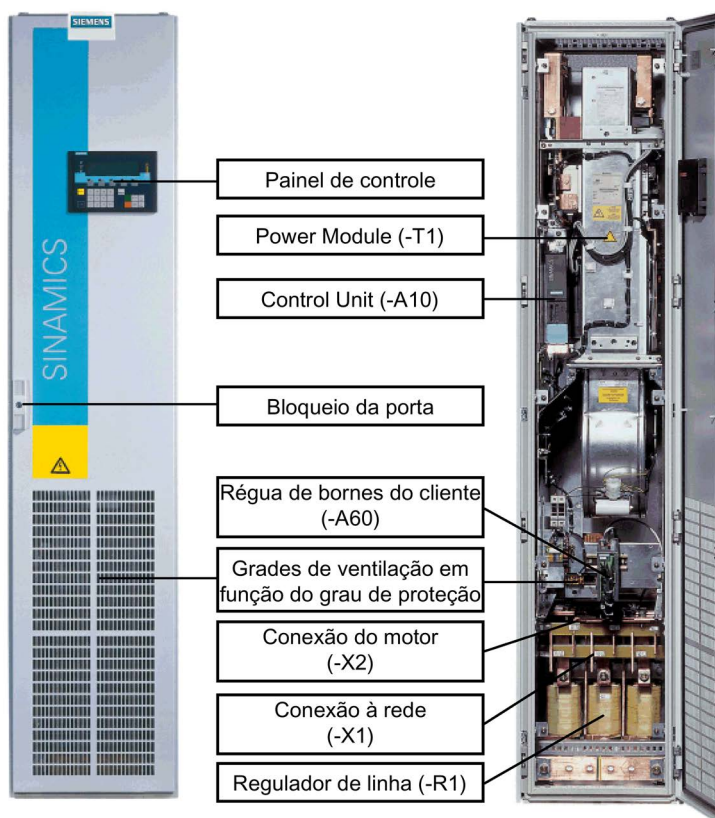 SIEMENS
SINAMICS
Painel de controle
Power Module (-T1)
Control Unit (-A10)
Bloqueio da porta
Régua de bornes do cliente
(-A60)
Grades de ventilação em
função do grau de proteção
Conexão do motor
(-X2)
Conexão à rede
(-X1)
Regulador de linha (-R1)